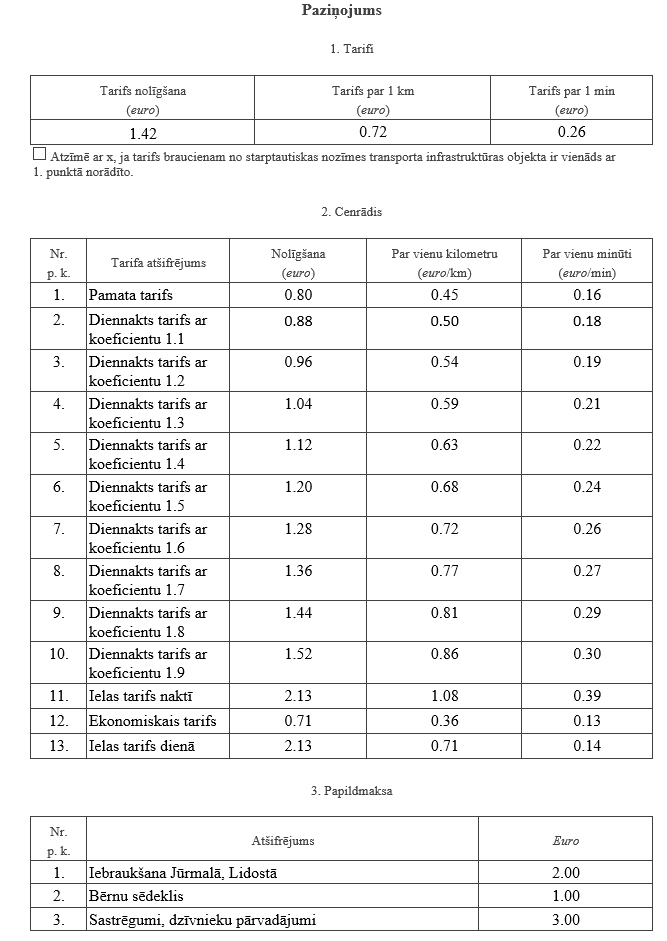 Paziņojums
1. Tarifi
Tarifs nolīgšana (euro) Tarifs par 1 km (euro) Tarifs par 1 min (euro)
1.42 0.72 0.26
Atzīmē ar x, ja tarifs braucienam no starptautiskas nozīmes transporta infrastruktūras objekta ir vienāds ar
1. punktā norādīto.
2. Cenrādis
Nr. p. k. Tarifa atšifrējums Nolīgšana (euro) Par vienu kilometru (euro/km) Par vienu minūti (euro/min)
1. Pamata tarifs 0.80 0.45 0.16
2. Diennakts tarifs ar koeficientu 1.1 0.88 0.50 0.18
3. Diennakts tarifs ar koeficientu 1.2 0.96 0.54 0.19
4. Diennakts tarifs ar koeficientu 1.3 1.04 0.59 0.21
5. Diennakts tarifs ar koeficientu 1.4 1.12 0.63 0.22
6. Diennakts tarifs ar koeficientu 1.5 1.20 0.68 0.24
7. Diennakts tarifs ar koeficientu 1.6 1.28 0.72 0.26
8. Diennakts tarifs ar koeficientu 1.7 1.36 0.77 0.27
9. Diennakts tarifs ar koeficientu 1.8 1.44 0.81 0.29
10. Diennakts tarifs ar koeficientu 1.9 1.52 0.86 0.30
11. Ielas tarifs naktī 2.13 1.08 0.39
12. Ekonomiskais tarifs 0.71 0.36 0.13
13. Ielas tarifs dienā 2.13 0.71 0.14
3. Papildmaksa
Nr. p. k. Atšifrējums Euro
1. Iebraukšana Jūrmalā, Lidostā 2.00
2. Bērnu sēdeklis 1.00
3. Sastrēgumi, dzīvnieku pārvadājumi 3.00